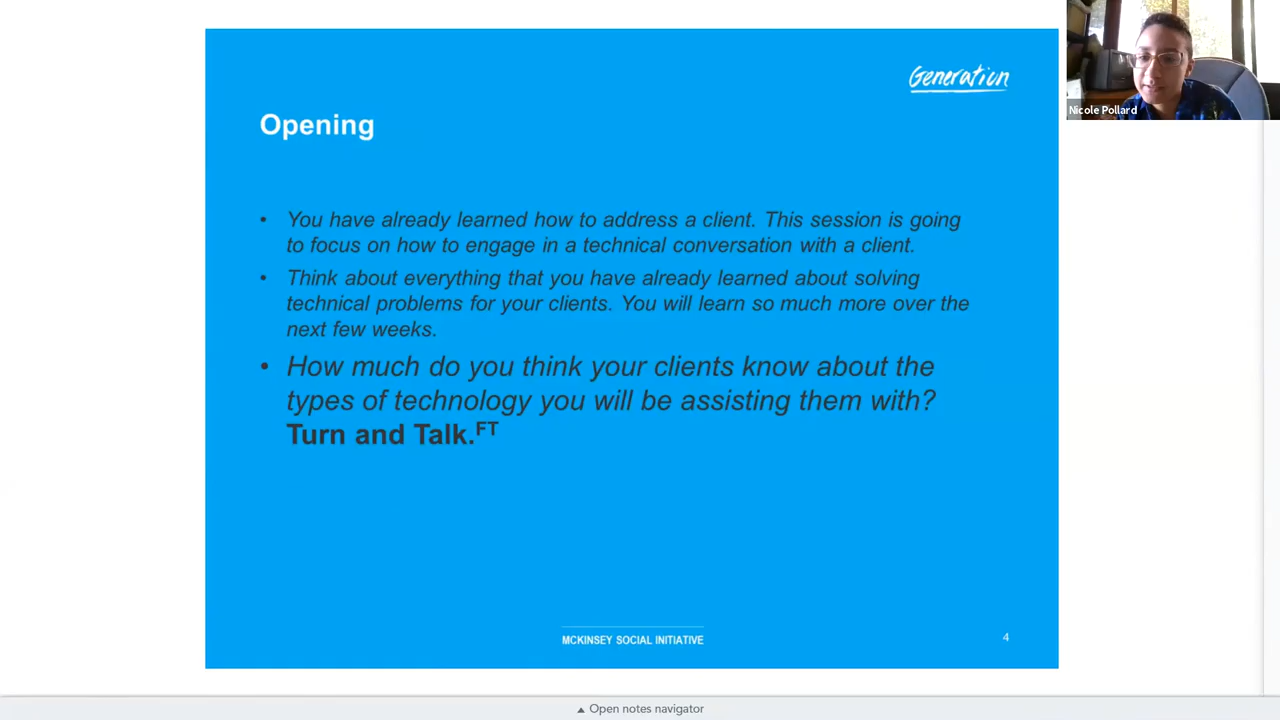 Generation
Nicole Pollard
Opening
• You have already learned how to address a client. This session is going
to focus on how to engage in a technical conversation with a client.
• Think about everything that you have already learned about solving
technical problems for your clients. You will learn so much more over the
next few weeks.
• How much do you think your clients know about the
types of technology you will be assisting them with?
Turn and Talk.FT
MCKINSEY SOCIAL INITIATIVE
4
▲ Open notes navigator